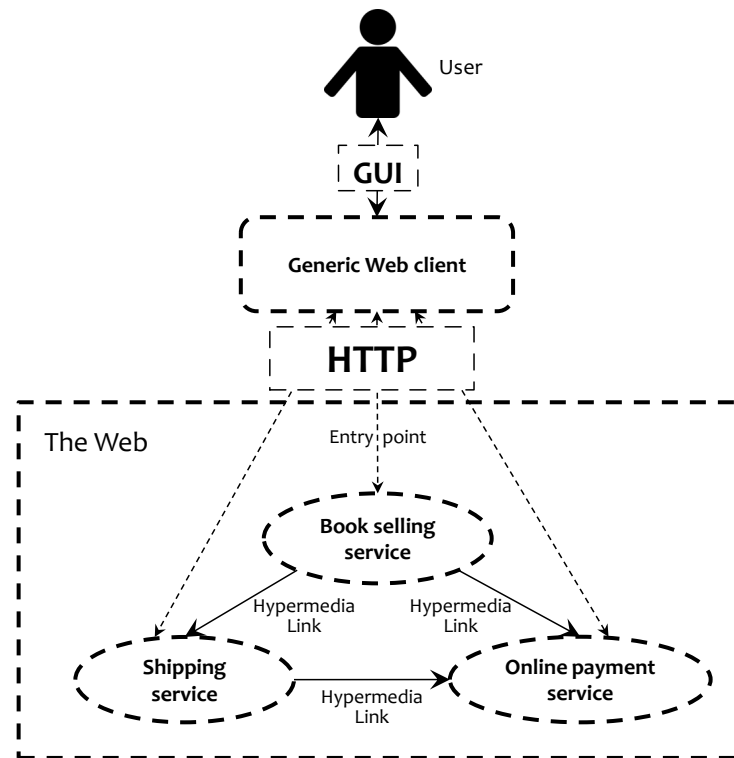 User
GUI
Generic Web client
HTTP
The Web
Entry point
Book selling
service
Hypermedia
Link
Hypermedia
Link
Shipping
service
Online payment
service
Hypermedia
Link